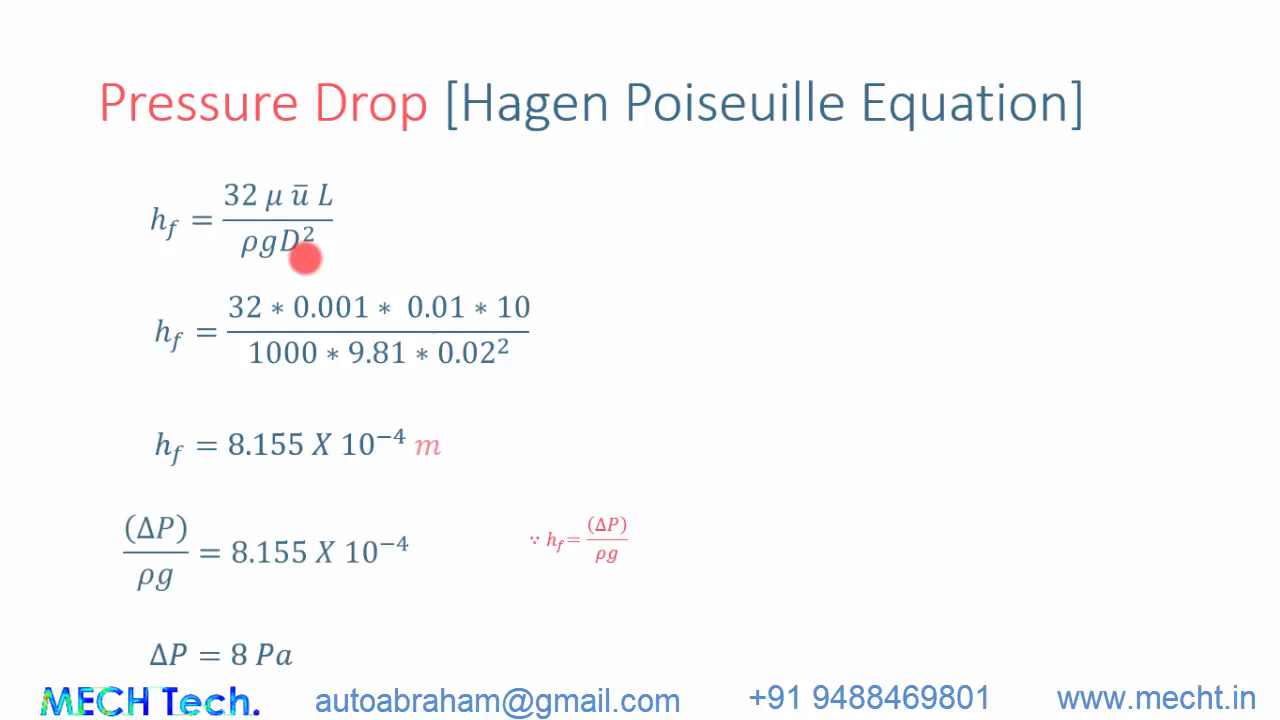 Pressure Drop [Hagen Poiseuille Equation]
h_f = 32 μ ū L / ρgD²
h_f = 32 * 0.001 * 0.01 * 10 / 1000 * 9.81 * 0.02²
h_f = 8.155 X 10⁻⁴ m
(ΔP) / ρg = 8.155 X 10⁻⁴ ∵ h_f = (ΔP) / ρg
ΔP = 8 Pa
MECH Tech. autoabraham@gmail.com +91 9488469801 www.mecht.in